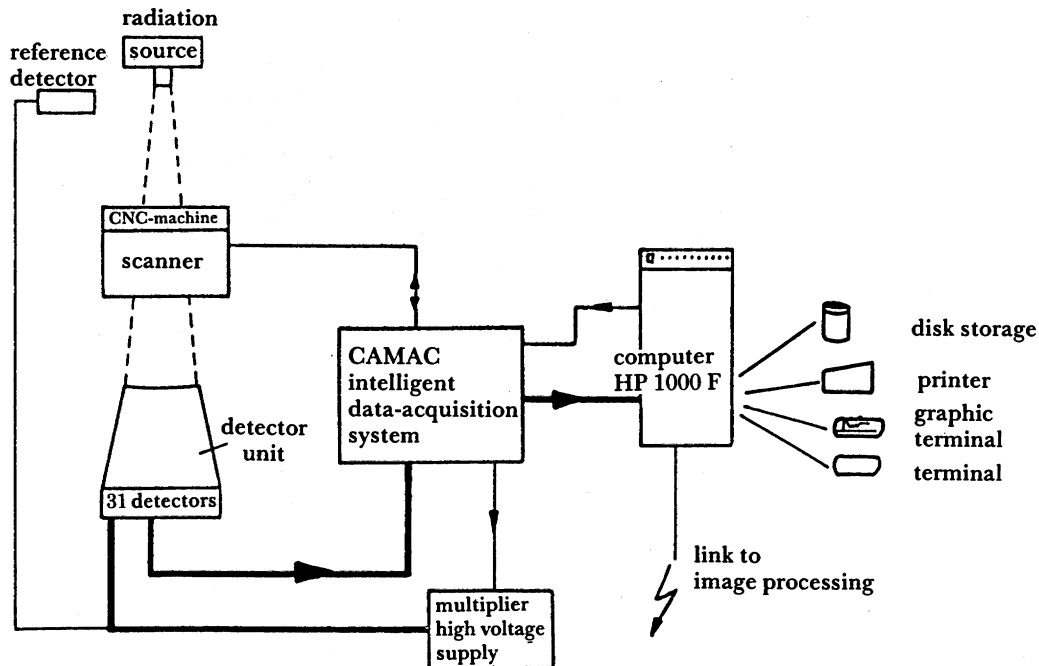 radiation
source
reference
detector
CNC-machine
scanner
detector
unit
31 detectors
CAMAC
intelligent
data-acquisition
system
multiplier
high voltage
supply
computer
HP 1000 F
disk storage
printer
graphic
terminal
terminal
link to
image processing